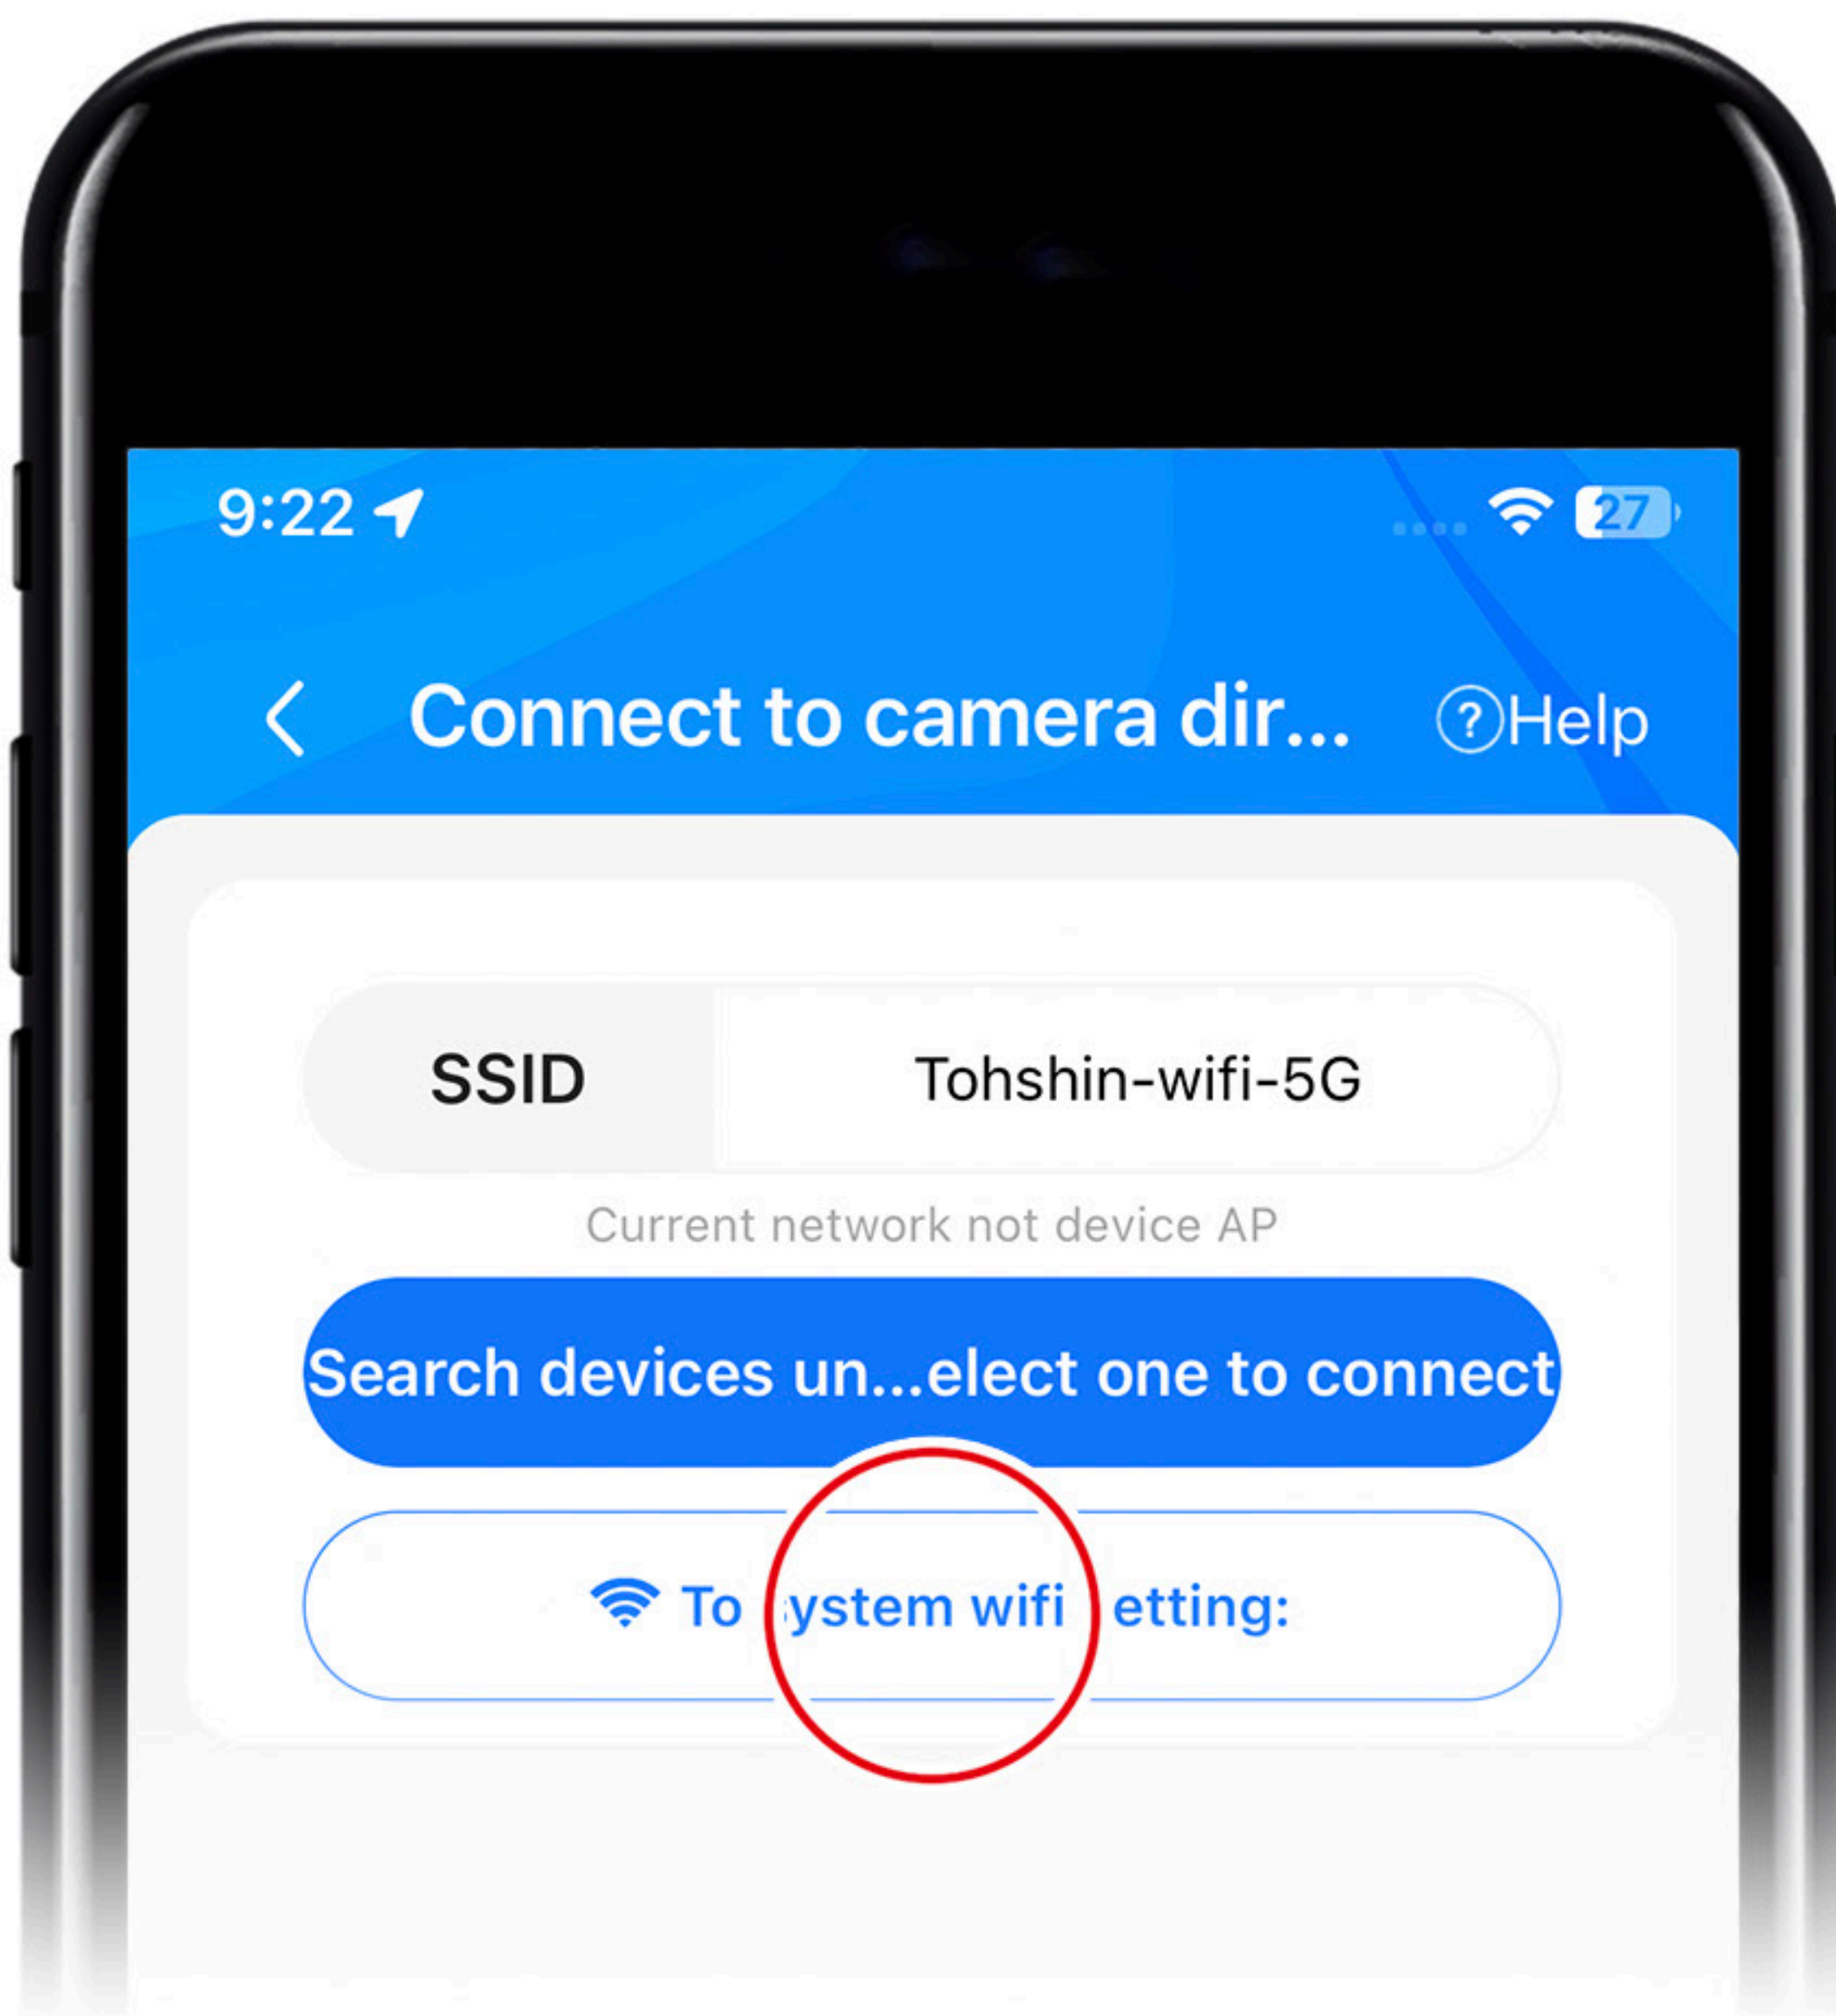 9:22 27
Connect to camera dir... ?Help
SSID Tohshin-wifi-5G
Current network not device AP
Search devices un...elect one to connect
To ystem wifi etting: